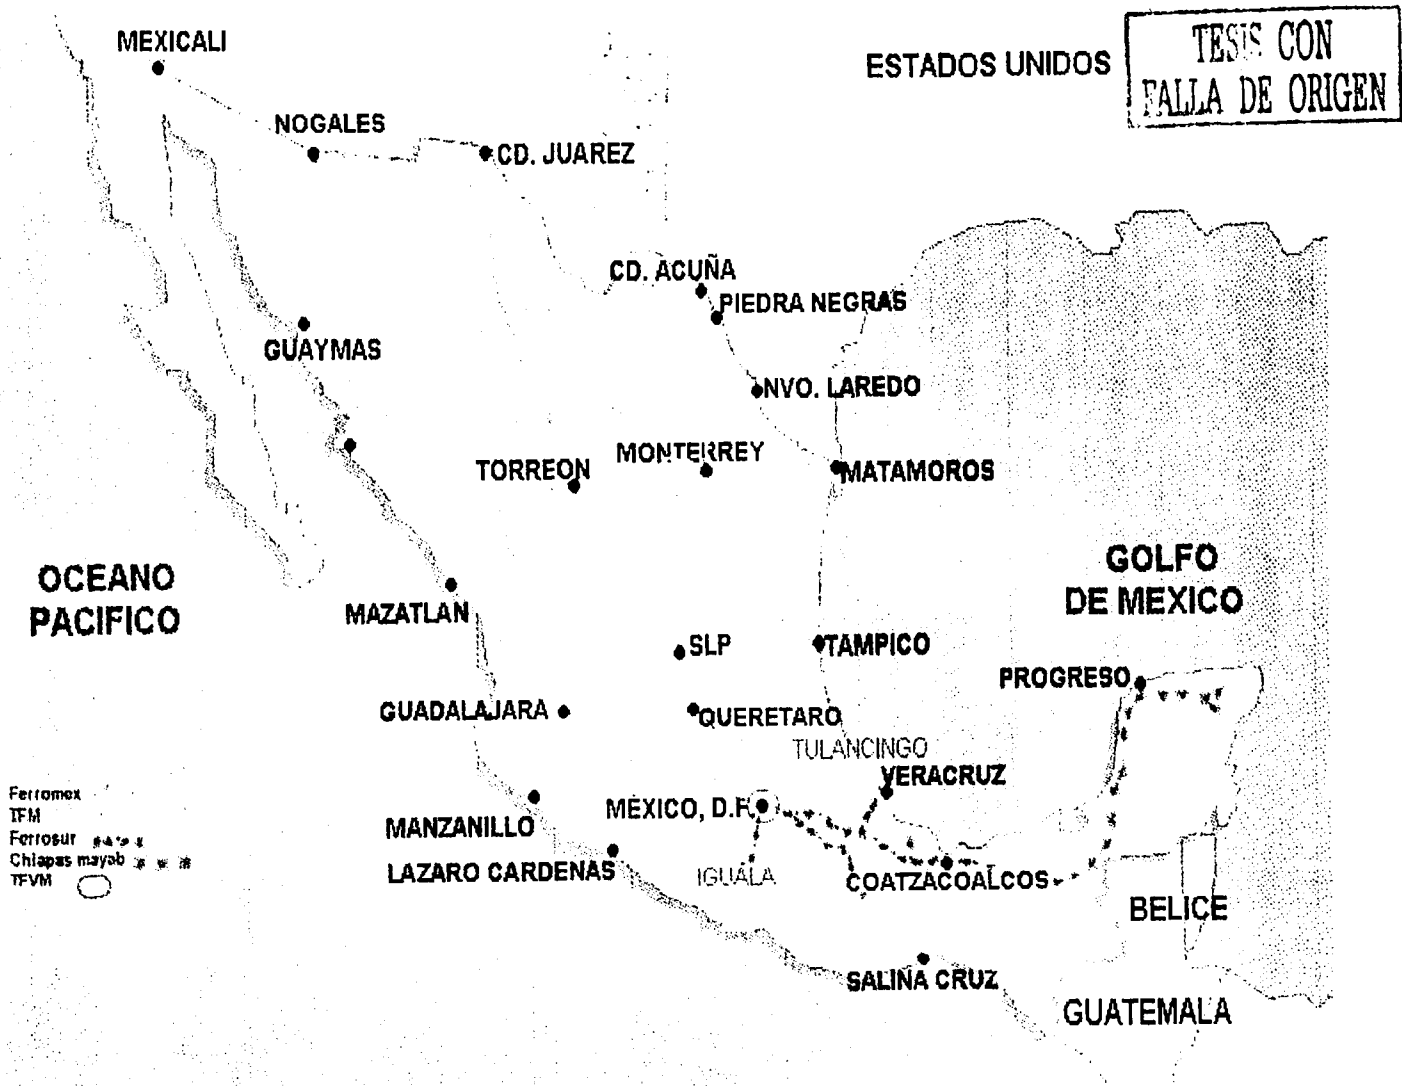 MEXICALI
ESTADOS UNIDOS
TESIS CON
FALLA DE ORIGEN
NOGALES
CD. JUAREZ
CD. ACUÑA
PIEDRA NEGRAS
GUAYMAS
NVO. LAREDO
TORREON
MONTERREY
MATAMOROS
OCEANO
PACIFICO
GOLFO
DE MEXICO
MAZATLAN
SLP
TAMPICO
PROGRESO
GUADALAJARA
QUERETARO
TULANCINGO
VERACRUZ
MEXICO, D.F.
MANZANILLO
LAZARO CARDENAS
IGUALA
COATZACOALCOS
BELICE
SALINA CRUZ
GUATEMALA
Ferromex
TFM
Ferrosur
Chiapas mayab
TFVM